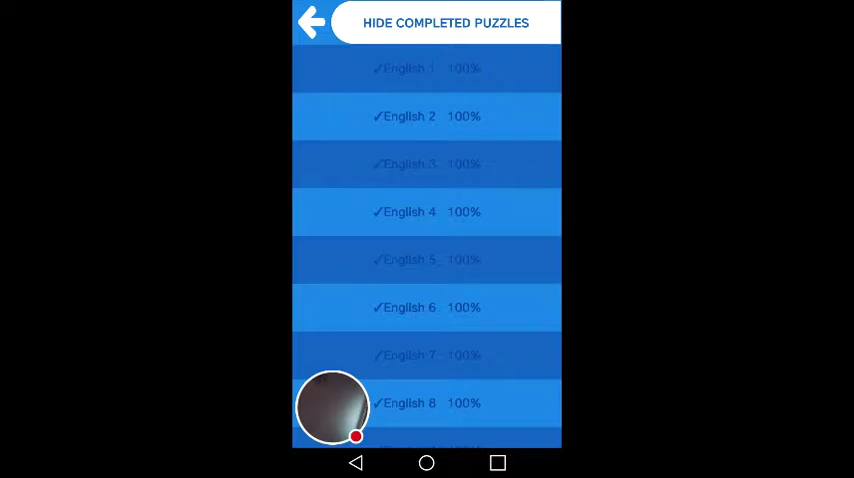 HIDE COMPLETED PUZZLES
✓English 1 100%
✓English 2 100%
✓English 3 100%
✓English 4 100%
✓English 5 100%
✓English 6 100%
✓English 7 100%
✓English 8 100%